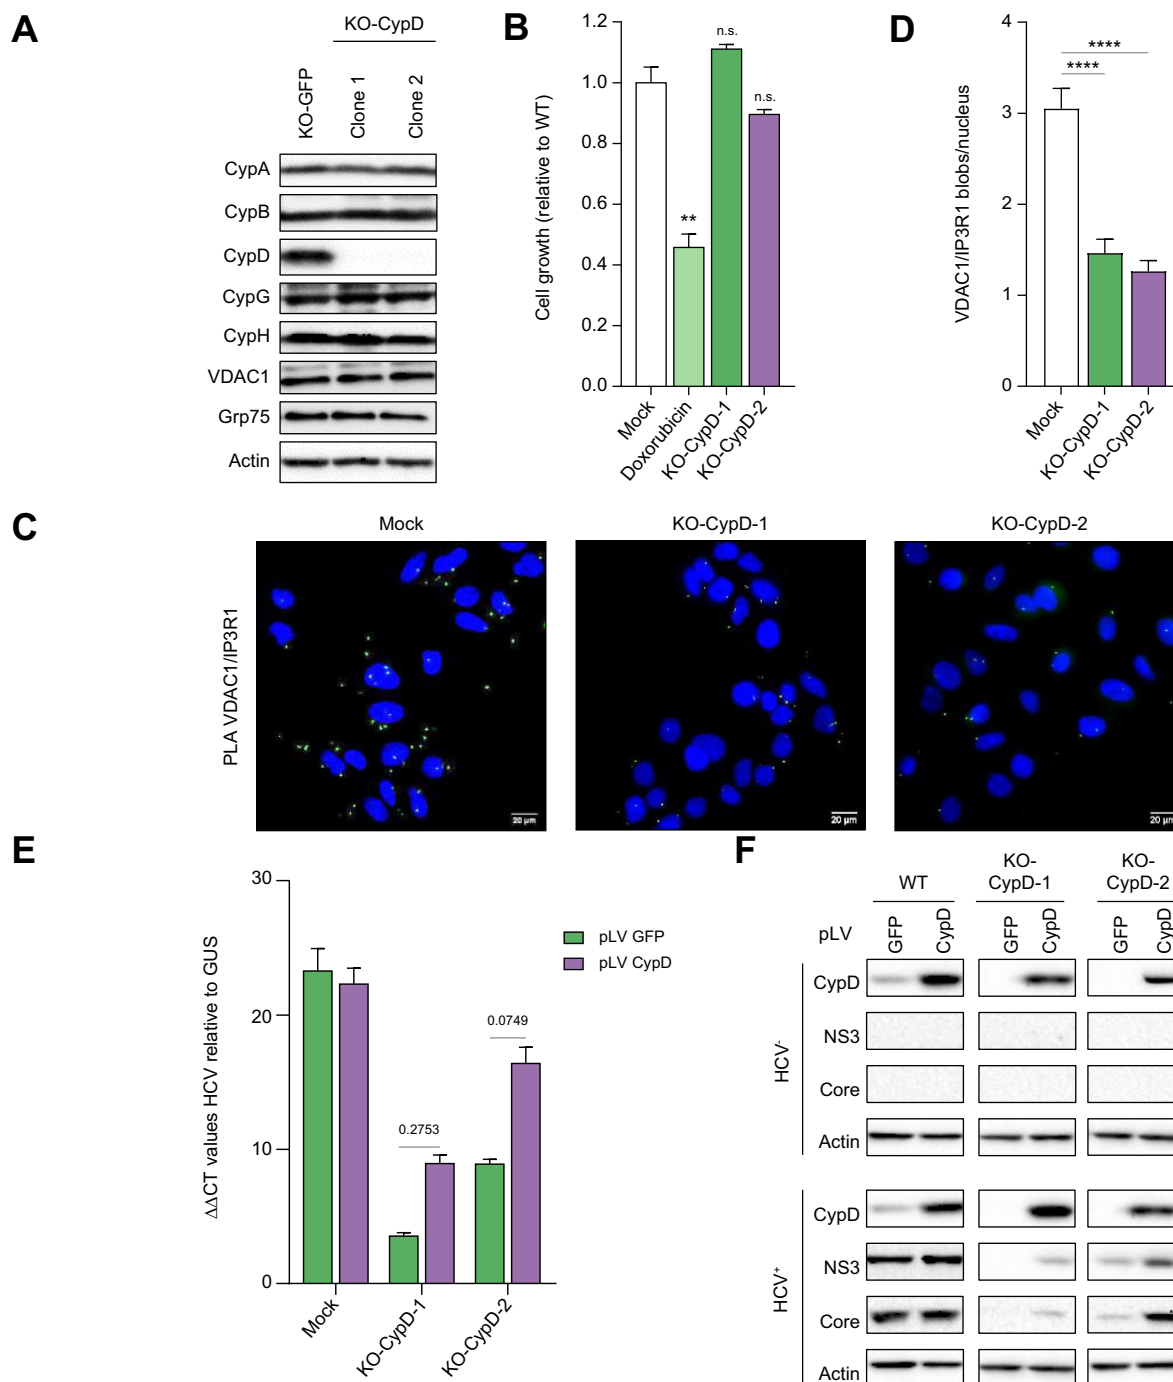 A
KO-CypD
KO-GFP
Clone 1
Clone 2
CypA
CypB
CypD
CypG
CypH
VDAC1
Grp75
Actin
B
Cell growth (relative to WT)
1.2
1.0
0.8
0.6
0.4
0.2
0.0
**
n.s.
n.s.
Mock
Doxorubicin
KO-CypD-1
KO-CypD-2
D
VDAC1/IP3R1 blobs/nucleus
4
3
2
1
0
****
****
Mock
KO-CypD-1
KO-CypD-2
C
Mock
KO-CypD-1
KO-CypD-2
PLA VDAC1/IP3R1
20 µm
20 µm
20 µm
E
ΔΔCT values HCV relative to GUS
30
20
10
0
0.2753
0.0749
pLV GFP
pLV CypD
Mock
KO-CypD-1
KO-CypD-2
F
WT
KO-
CypD-1
KO-
CypD-2
pLV
GFP
CypD
GFP
CypD
GFP
CypD
HCV-
CypD
NS3
Core
Actin
HCV+
CypD
NS3
Core
Actin